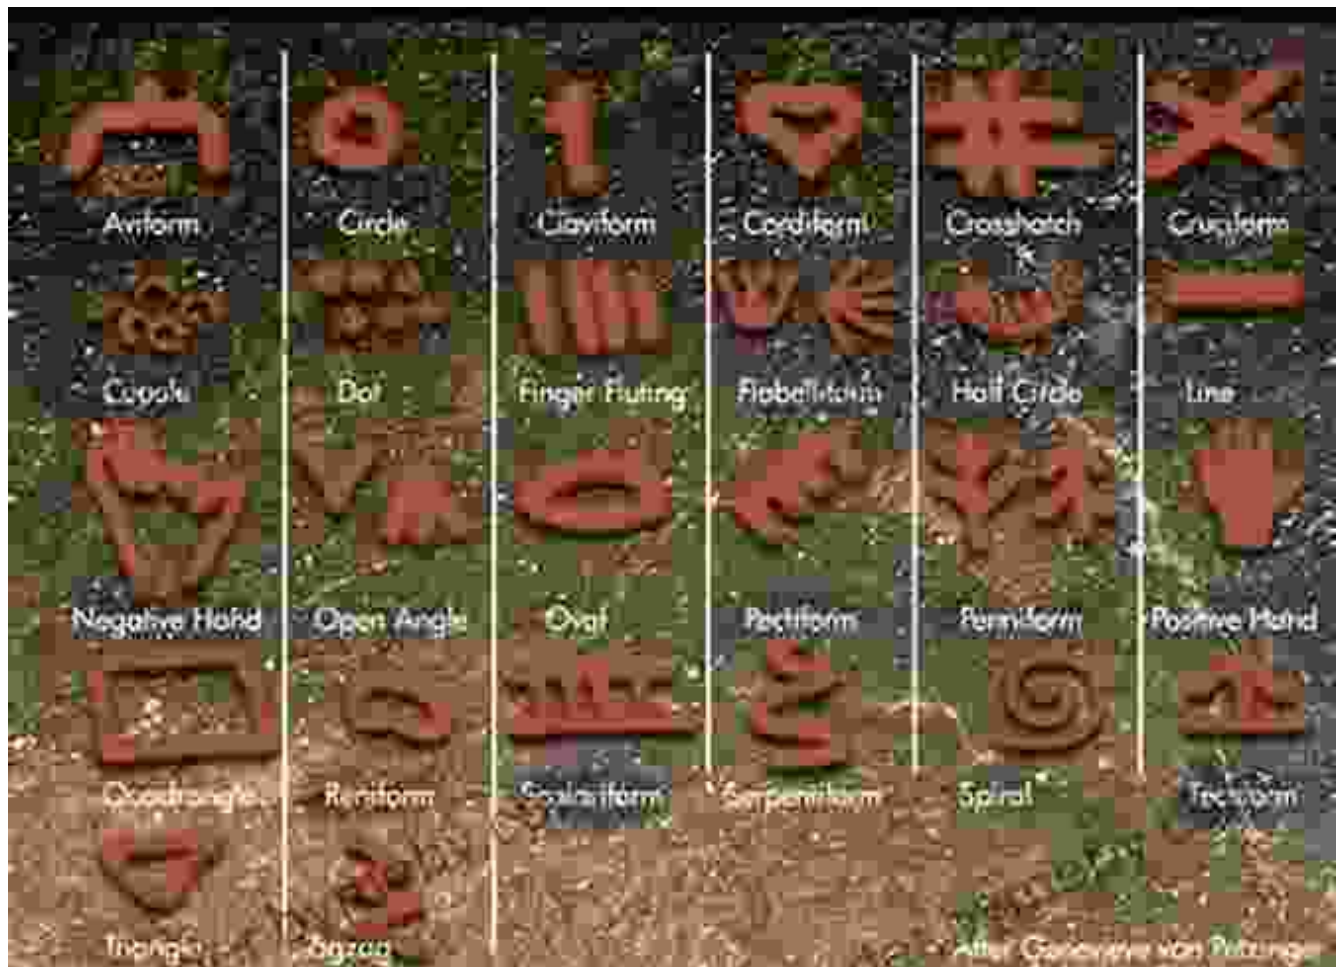 Aviform Circle Claviform Cordiform Crosshatch Cruciform
Cupule Dot Finger Fluting Flabelliform Half Circle Line
Negative Hand Open Angle Oval Pectiform Penniform Positive Hand
Quadrangle Reniform Scalariform Serpentiform Spiral Tectiform
Triangle Zigzag After Genevieve von Petzinger